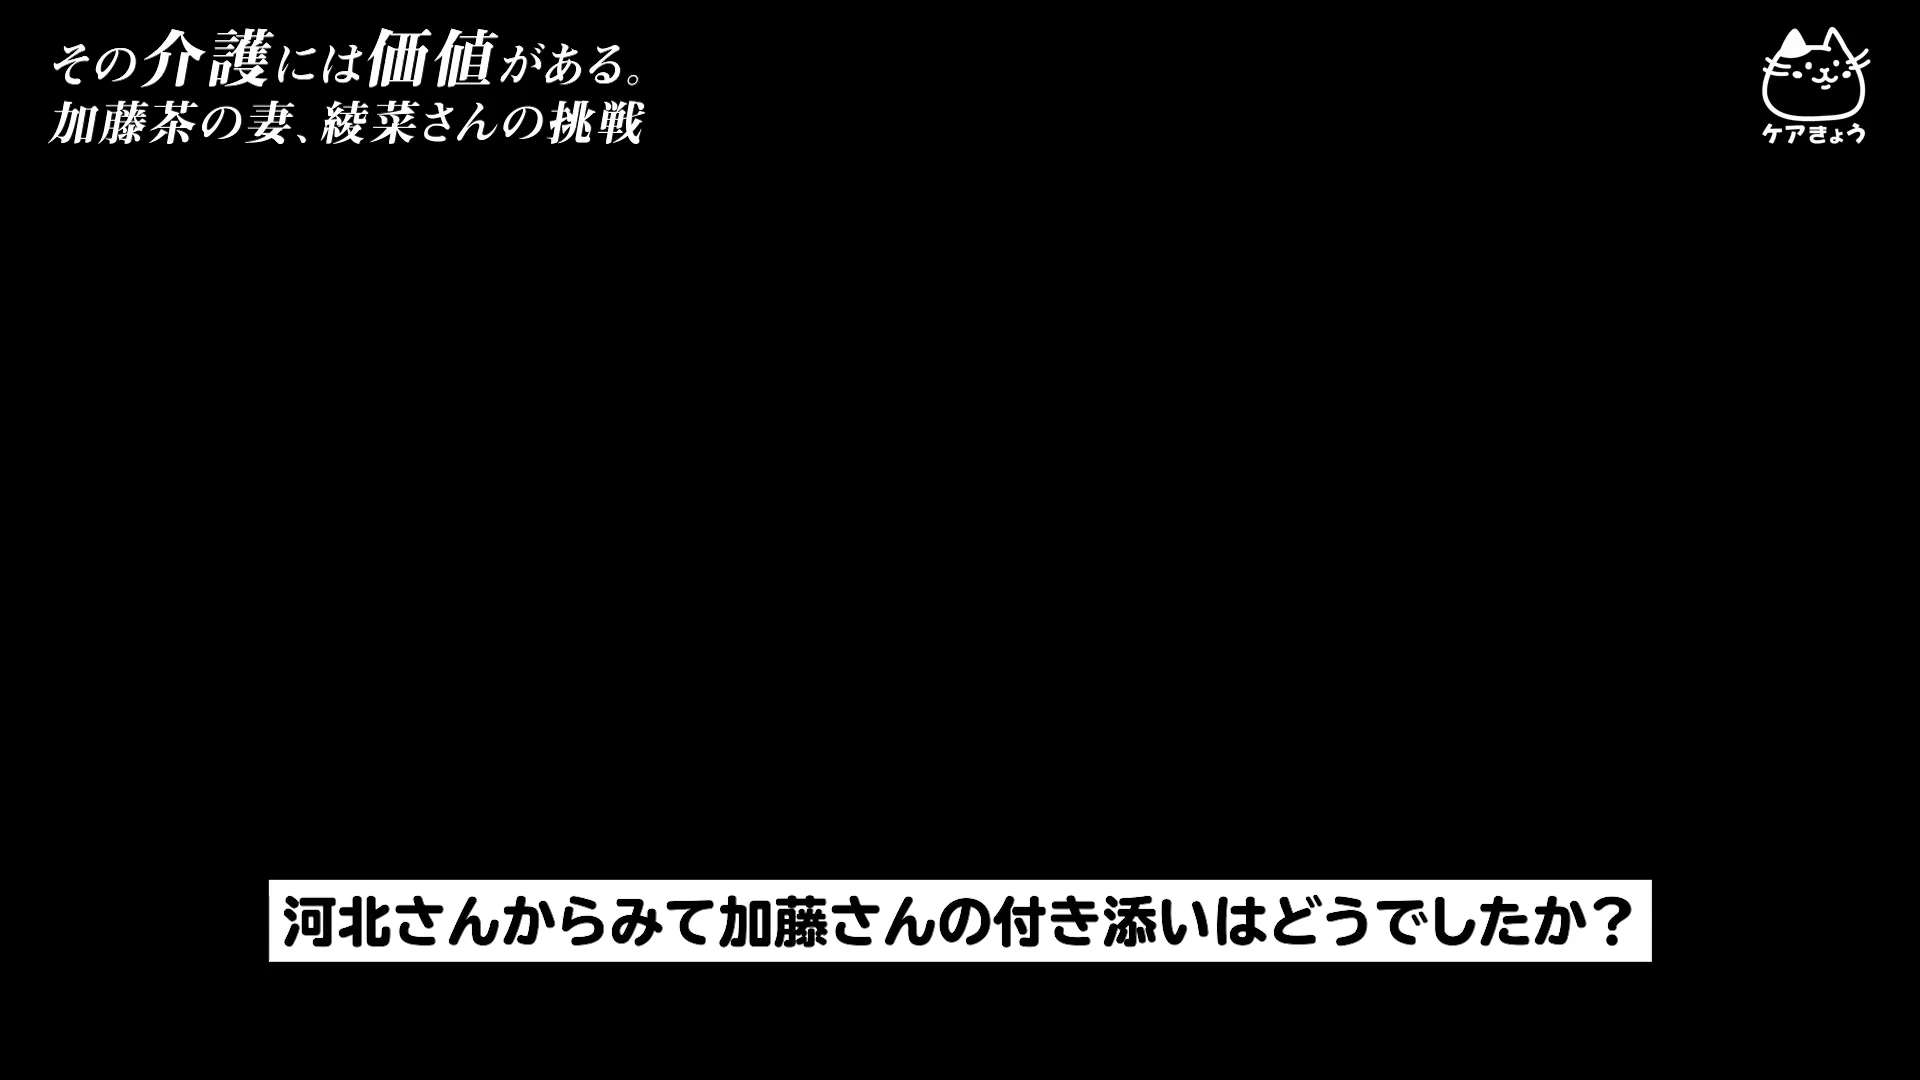 その介護には価値がある。
加藤茶の妻、綾菜さんの挑戦
ケアきょう
河北さんからみて加藤さんの付き添いはどうでしたか？